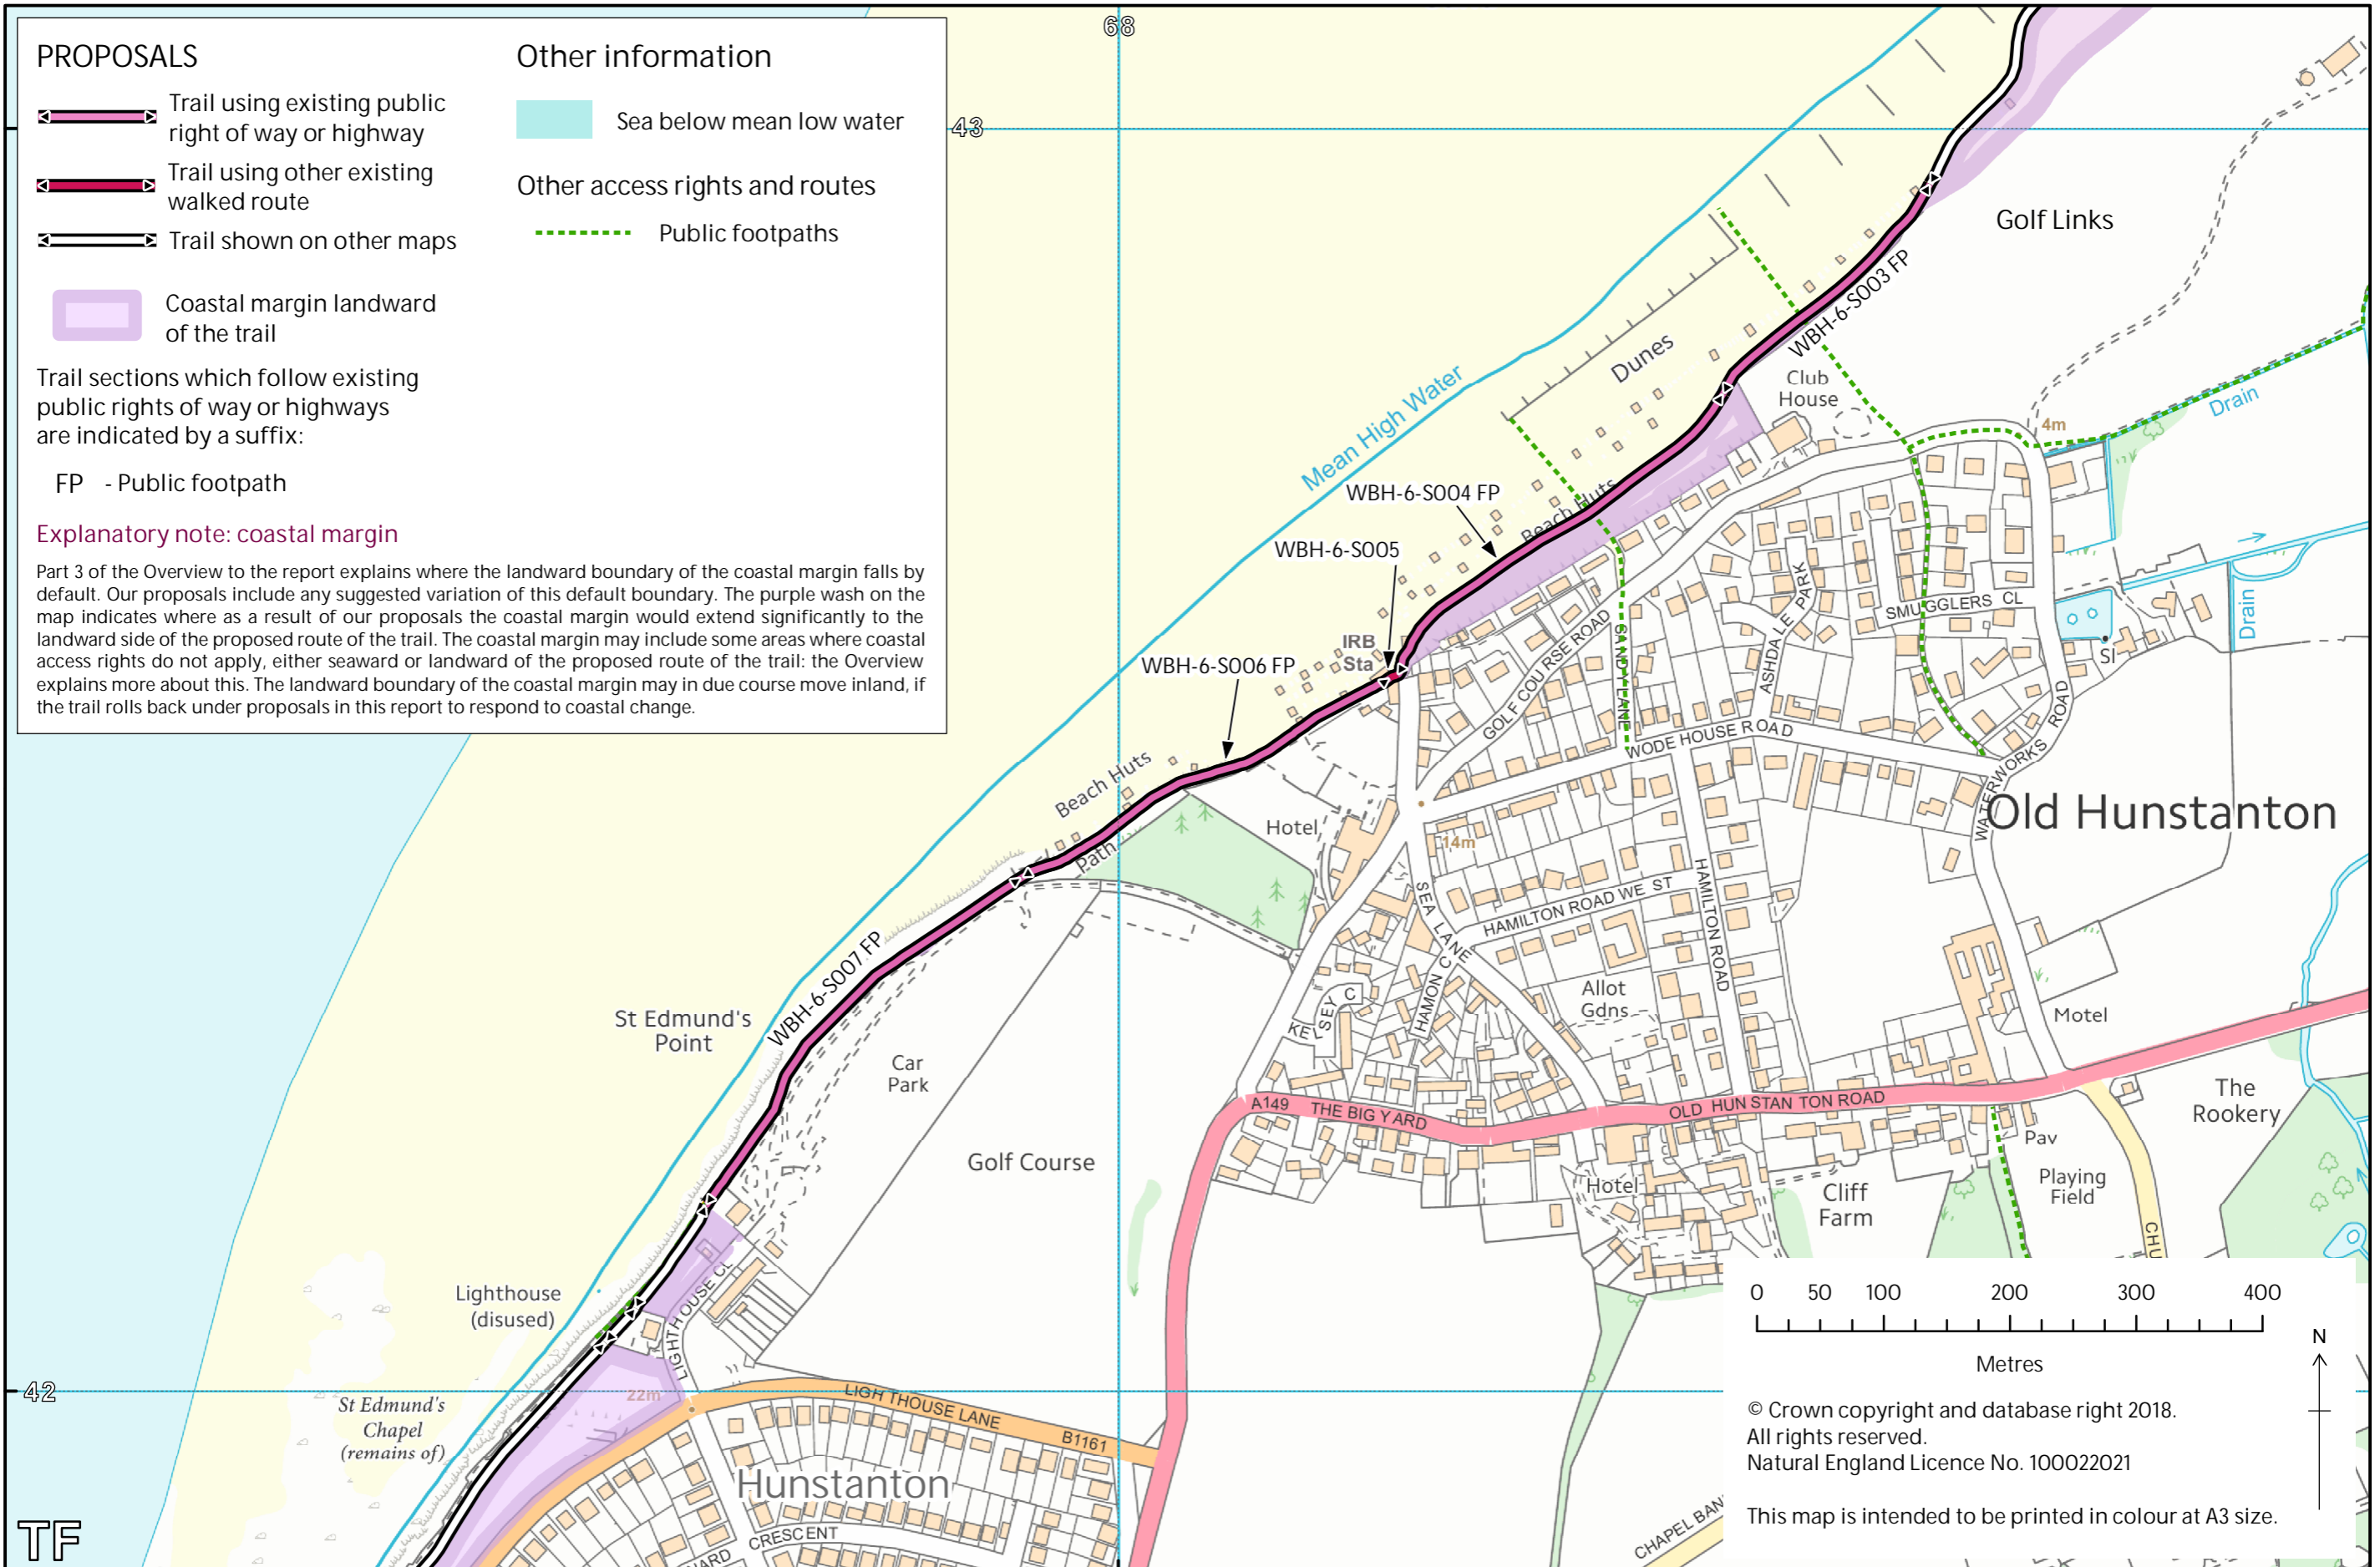 PROPOSALS
Trail using existing public
right of way or highway
Trail using other existing
walked route
Trail shown on other maps
Coastal margin landward
of the trail
Trail sections which follow existing
public rights of way or highways
are indicated by a suffix:
FP - Public footpath
Other information
Sea below mean low water
Other access rights and routes
Public footpaths
Explanatory note: coastal margin
Part 3 of the Overview to the report explains where the landward boundary of the coastal margin falls by
default. Our proposals include any suggested variation of this default boundary. The purple wash on the
map indicates where as a result of our proposals the coastal margin would extend significantly to the
landward side of the proposed route of the trail. The coastal margin may include some areas where coastal
access rights do not apply, either seaward or landward of the proposed route of the trail: the Overview
explains more about this. The landward boundary of the coastal margin may in due course move inland, if
the trail rolls back under proposals in this report to respond to coastal change.
68
43
Golf Links
WBH-6-S003 FP
Dunes
Club
House
Mean High Water
Drain
4m
WBH-6-S004 FP
Beach Huts
WBH-6-S005
IRB
Sta
WBH-6-S006 FP
GOLF COURSE ROAD
SAND LANE
ASHDALE PARK
SMUGGLERS CL
Drain
SI
WODEHOUSE ROAD
WATERWORKS ROAD
Old Hunstanton
Beach Huts
Path
Hotel
14m
SEA LANE
HAMILTON ROAD WEST
HAMILTON ROAD
HAMON C
KELSEY C
Allot
Gdns
Motel
WBH-6-S007 FP
St Edmund's
Point
Car
Park
Golf Course
A149
THE BIG YARD
OLD HUNSTANTON ROAD
The
Rookery
Pav
Playing
Field
Hotel
Cliff
Farm
CHU
Lighthouse
(disused)
LIGHTHOUSE CL
LIGHTHOUSE LANE
B1161
42
22m
St Edmund's
Chapel
(remains of)
Hunstanton
CRESCENT
CHAPEL BAN
TF
0 50 100 200 300 400
Metres
N
© Crown copyright and database right 2018.
All rights reserved.
Natural England Licence No. 100022021
This map is intended to be printed in colour at A3 size.